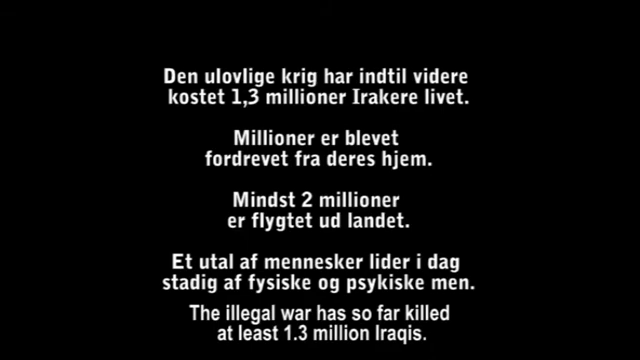 Den ulovlige krig har indtil videre
kostet 1,3 millioner Irakere livet.
Millioner er blevet
fordrevet fra deres hjem.
Mindst 2 millioner
er flygtet ud landet.
Et utal af mennesker lider i dag
stadig af fysiske og psykiske men.
The illegal war has so far killed
at least 1.3 million Iraqis.